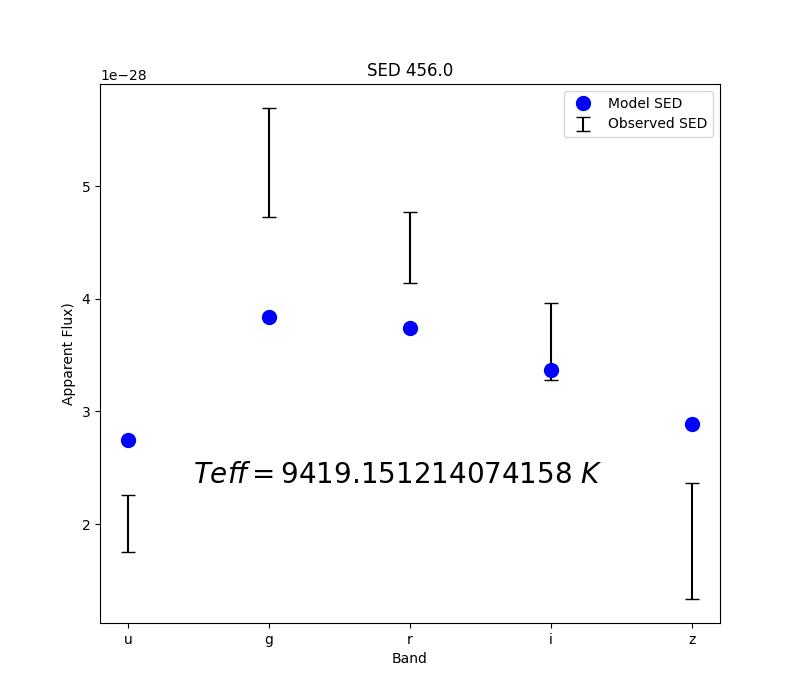 SED 456.0
1e−28
Model SED
Observed SED
5
4
3
2
Apparent Flux)
Teff = 9419.151214074158 K
u g r i z
Band